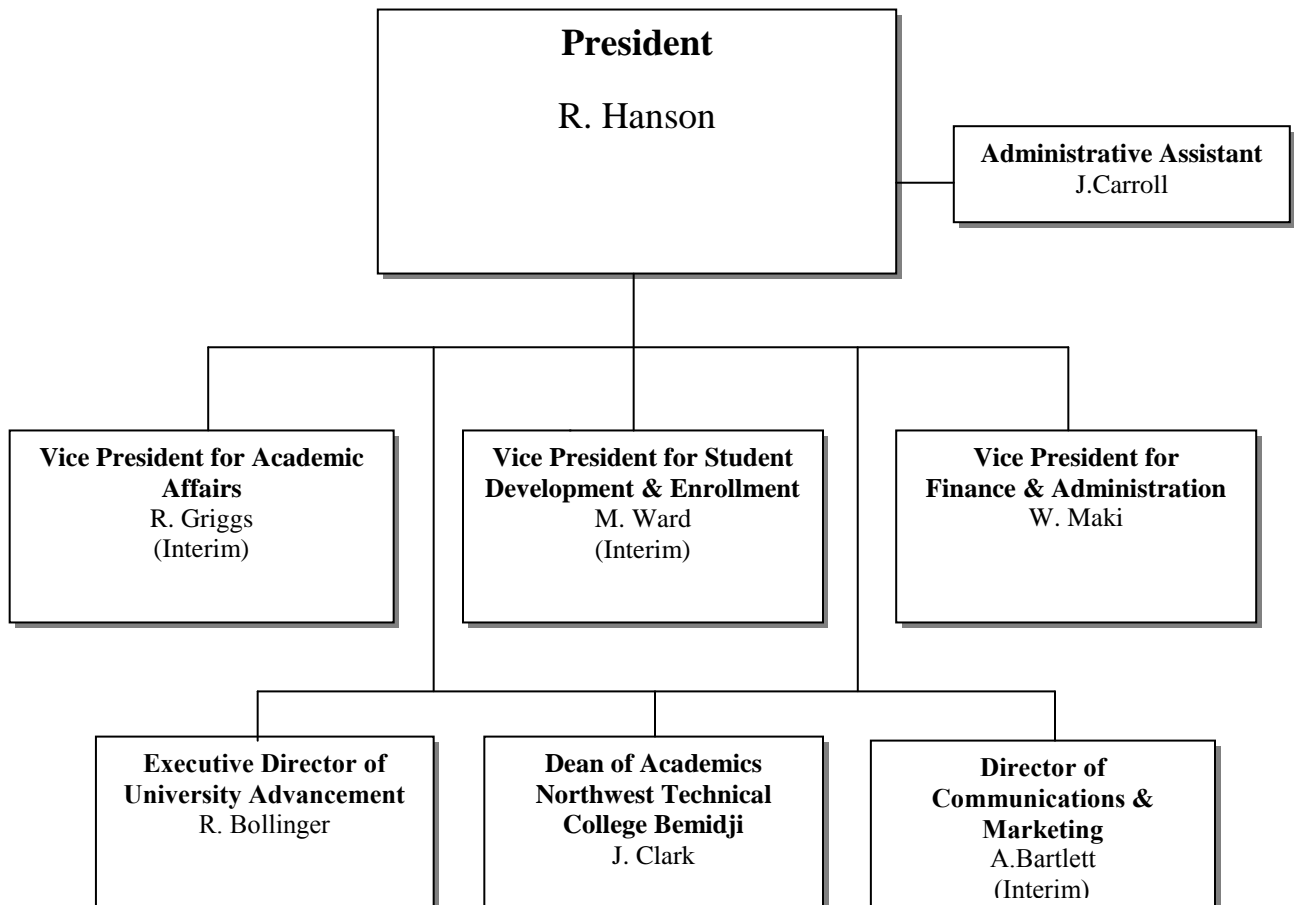 President
R. Hanson
Administrative Assistant
J.Carroll
Vice President for Academic
Affairs
R. Griggs
(Interim)
Vice President for Student
Development & Enrollment
M. Ward
(Interim)
Vice President for
Finance & Administration
W. Maki
Executive Director of
University Advancement
R. Bollinger
Dean of Academics
Northwest Technical
College Bemidji
J. Clark
Director of
Communications &
Marketing
A.Bartlett
(Interim)